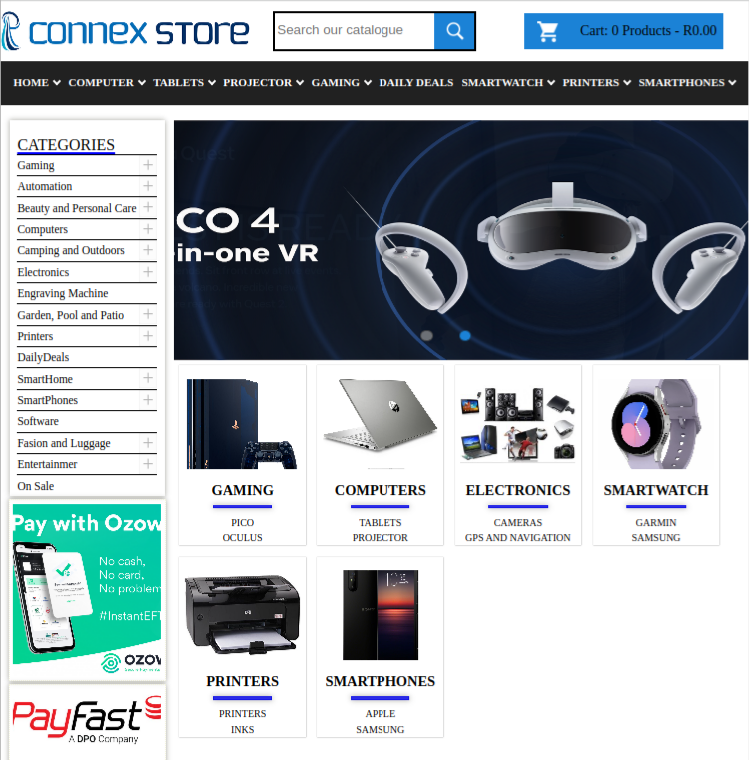 connex store
Search our catalogue
Cart: 0 Products - R0.00
HOME COMPUTER TABLETS PROJECTOR GAMING DAILY DEALS SMARTWATCH PRINTERS SMARTPHONES
CATEGORIES
Gaming
Automation
Beauty and Personal Care
Computers
Camping and Outdoors
Electronics
Engraving Machine
Garden, Pool and Patio
Printers
DailyDeals
SmartHome
SmartPhones
Software
Fasion and Luggage
Entertainmer
On Sale
Quest
CO 4
-in-one VR
GAMING
PICO
OCULUS
COMPUTERS
TABLETS
PROJECTOR
ELECTRONICS
CAMERAS
GPS AND NAVIGATION
SMARTWATCH
GARMIN
SAMSUNG
Pay with Ozow
No cash,
No card,
No problem
#InstantEFT
OZOW
PRINTERS
PRINTERS
INKS
SMARTPHONES
APPLE
SAMSUNG
PayFast
A DPO Company